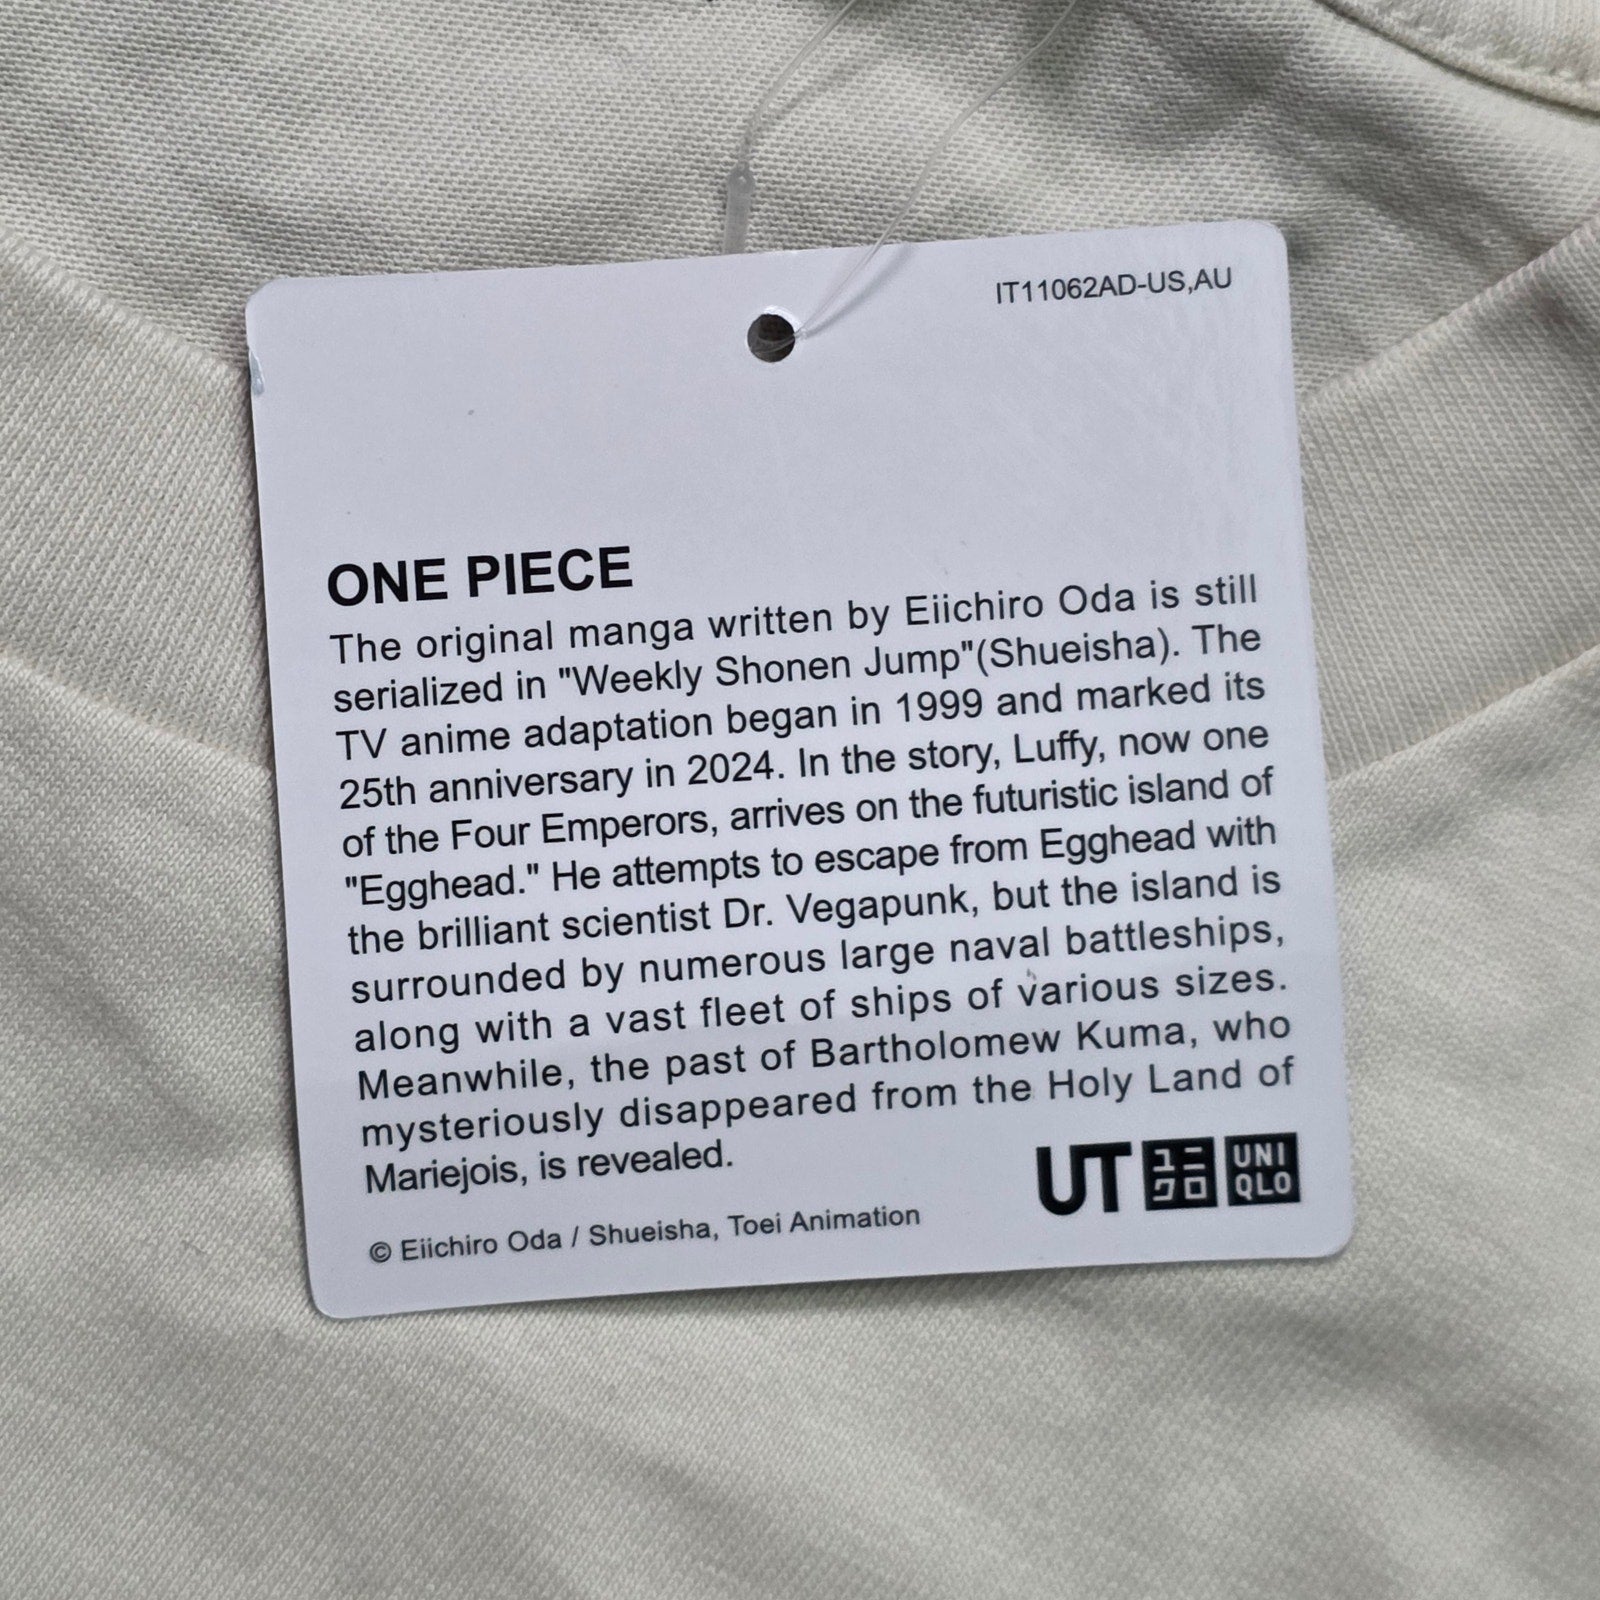 IT11062AD-US,AU
ONE PIECE
The original manga written by Eiichiro Oda is still
serialized in "Weekly Shonen Jump"(Shueisha). The
TV anime adaptation began in 1999 and marked its
25th anniversary in 2024. In the story, Luffy, now one
of the Four Emperors, arrives on the futuristic island of
"Egghead." He attempts to escape from Egghead with
the brilliant scientist Dr. Vegapunk, but the island is
surrounded by numerous large naval battleships,
along with a vast fleet of ships of various sizes.
Meanwhile, the past of Bartholomew Kuma, who
mysteriously disappeared from the Holy Land of
Mariejois, is revealed.
UT ユニ UNI
クロ QLO
© Eiichiro Oda / Shueisha, Toei Animation